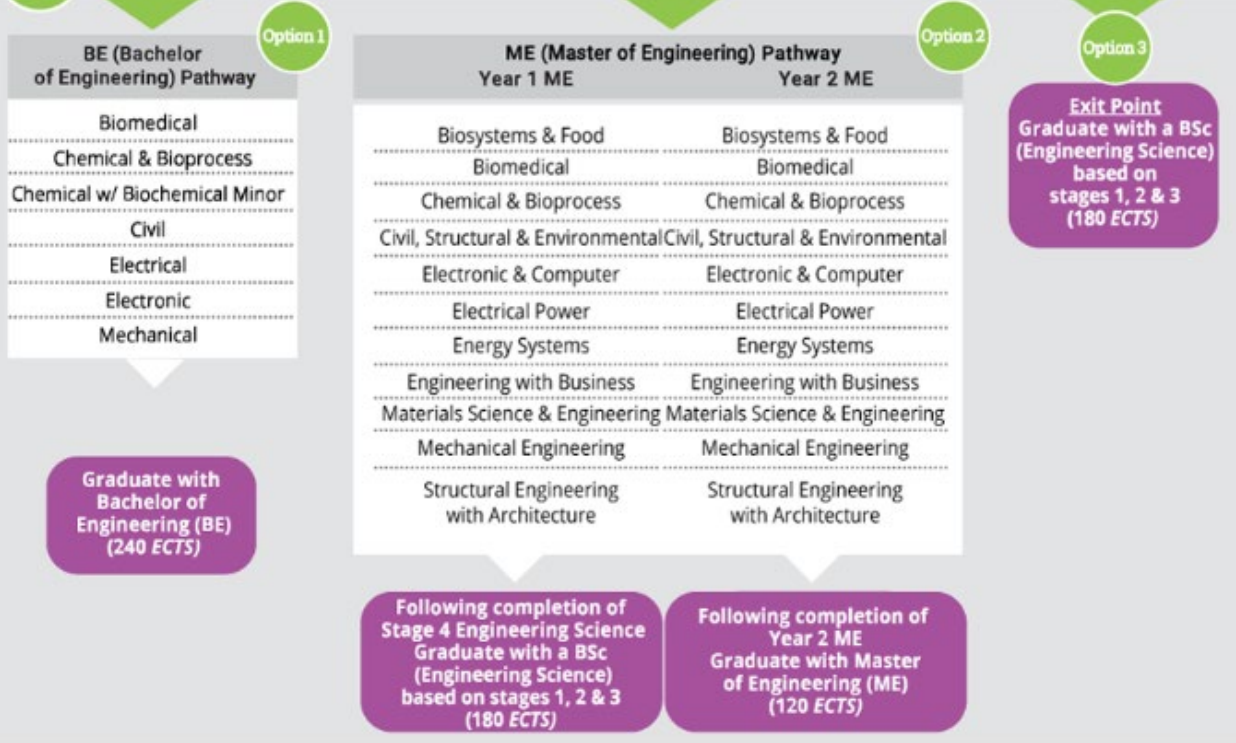 Option 1
BE (Bachelor
of Engineering) Pathway
Biomedical
Chemical & Bioprocess
Chemical w/ Biochemical Minor
Civil
Electrical
Electronic
Mechanical
Graduate with
Bachelor of
Engineering (BE)
(240 ECTS)
Option 2
ME (Master of Engineering) Pathway
Year 1 ME Year 2 ME
Biosystems & Food Biosystems & Food
Biomedical Biomedical
Chemical & Bioprocess Chemical & Bioprocess
Civil, Structural & Environmental Civil, Structural & Environmental
Electronic & Computer Electronic & Computer
Electrical Power Electrical Power
Energy Systems Energy Systems
Engineering with Business Engineering with Business
Materials Science & Engineering Materials Science & Engineering
Mechanical Engineering Mechanical Engineering
Structural Engineering Structural Engineering
with Architecture with Architecture
Following completion of
Stage 4 Engineering Science
Graduate with a BSc
(Engineering Science)
based on stages 1, 2 & 3
(180 ECTS)
Following completion of
Year 2 ME
Graduate with Master
of Engineering (ME)
(120 ECTS)
Option 3
Exit Point
Graduate with a BSc
(Engineering Science)
based on
stages 1, 2 & 3
(180 ECTS)